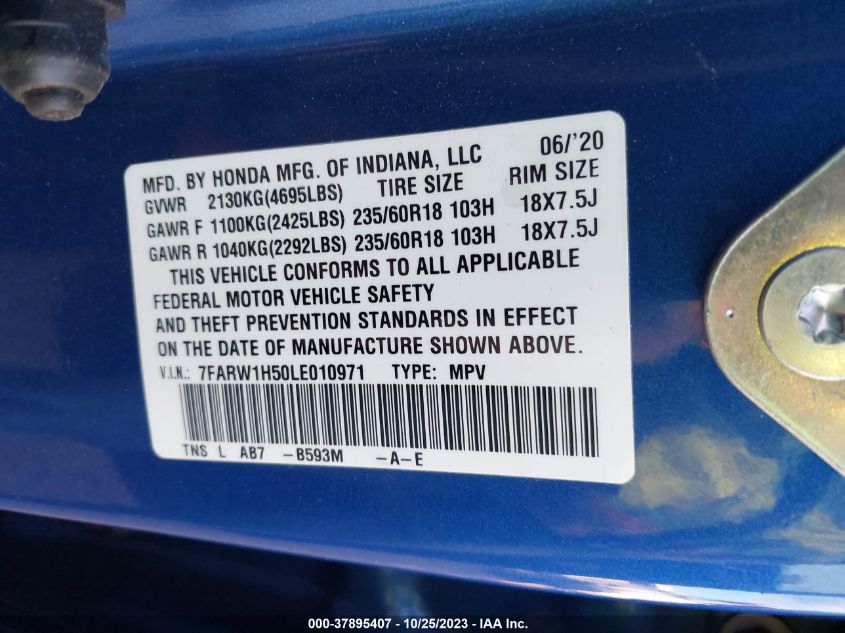 MFD. BY HONDA MFG. OF INDIANA, LLC 06/'20
GVWR 2130KG(4695LBS) TIRE SIZE RIM SIZE
GAWR F 1100KG(2425LBS) 235/60R18 103H 18X7.5J
GAWR R 1040KG(2292LBS) 235/60R18 103H 18X7.5J
THIS VEHICLE CONFORMS TO ALL APPLICABLE
FEDERAL MOTOR VEHICLE SAFETY
AND THEFT PREVENTION STANDARDS IN EFFECT
ON THE DATE OF MANUFACTURE SHOWN ABOVE.
V.I.N.: 7FARW1H50LE010971 TYPE: MPV
TNS L AB7 -B593M -A-E
000-37895407 - 10/25/2023 - IAA Inc.